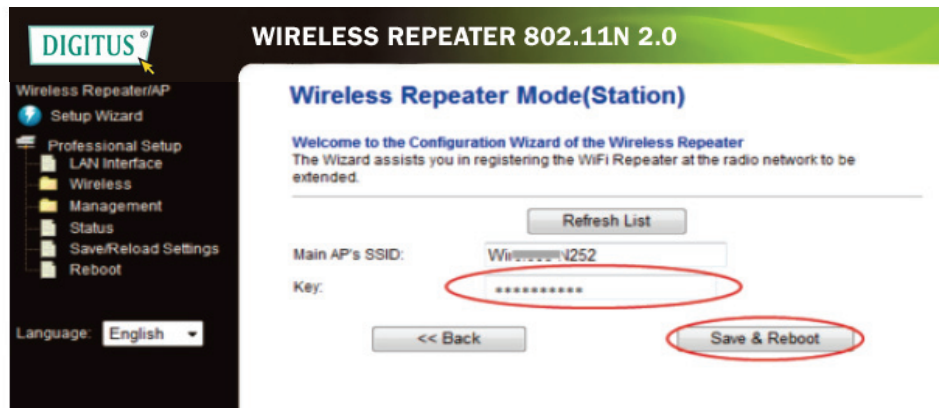 DIGITUS®
WIRELESS REPEATER 802.11N 2.0
Wireless Repeater/AP
Setup Wizard
Professional Setup
LAN Interface
Wireless
Management
Status
Save/Reload Settings
Reboot
Language: English
Wireless Repeater Mode(Station)
Welcome to the Configuration Wizard of the Wireless Repeater
The Wizard assists you in registering the WiFi Repeater at the radio network to be
extended.
Refresh List
Main AP's SSID:
Key: **********
<< Back Save & Reboot